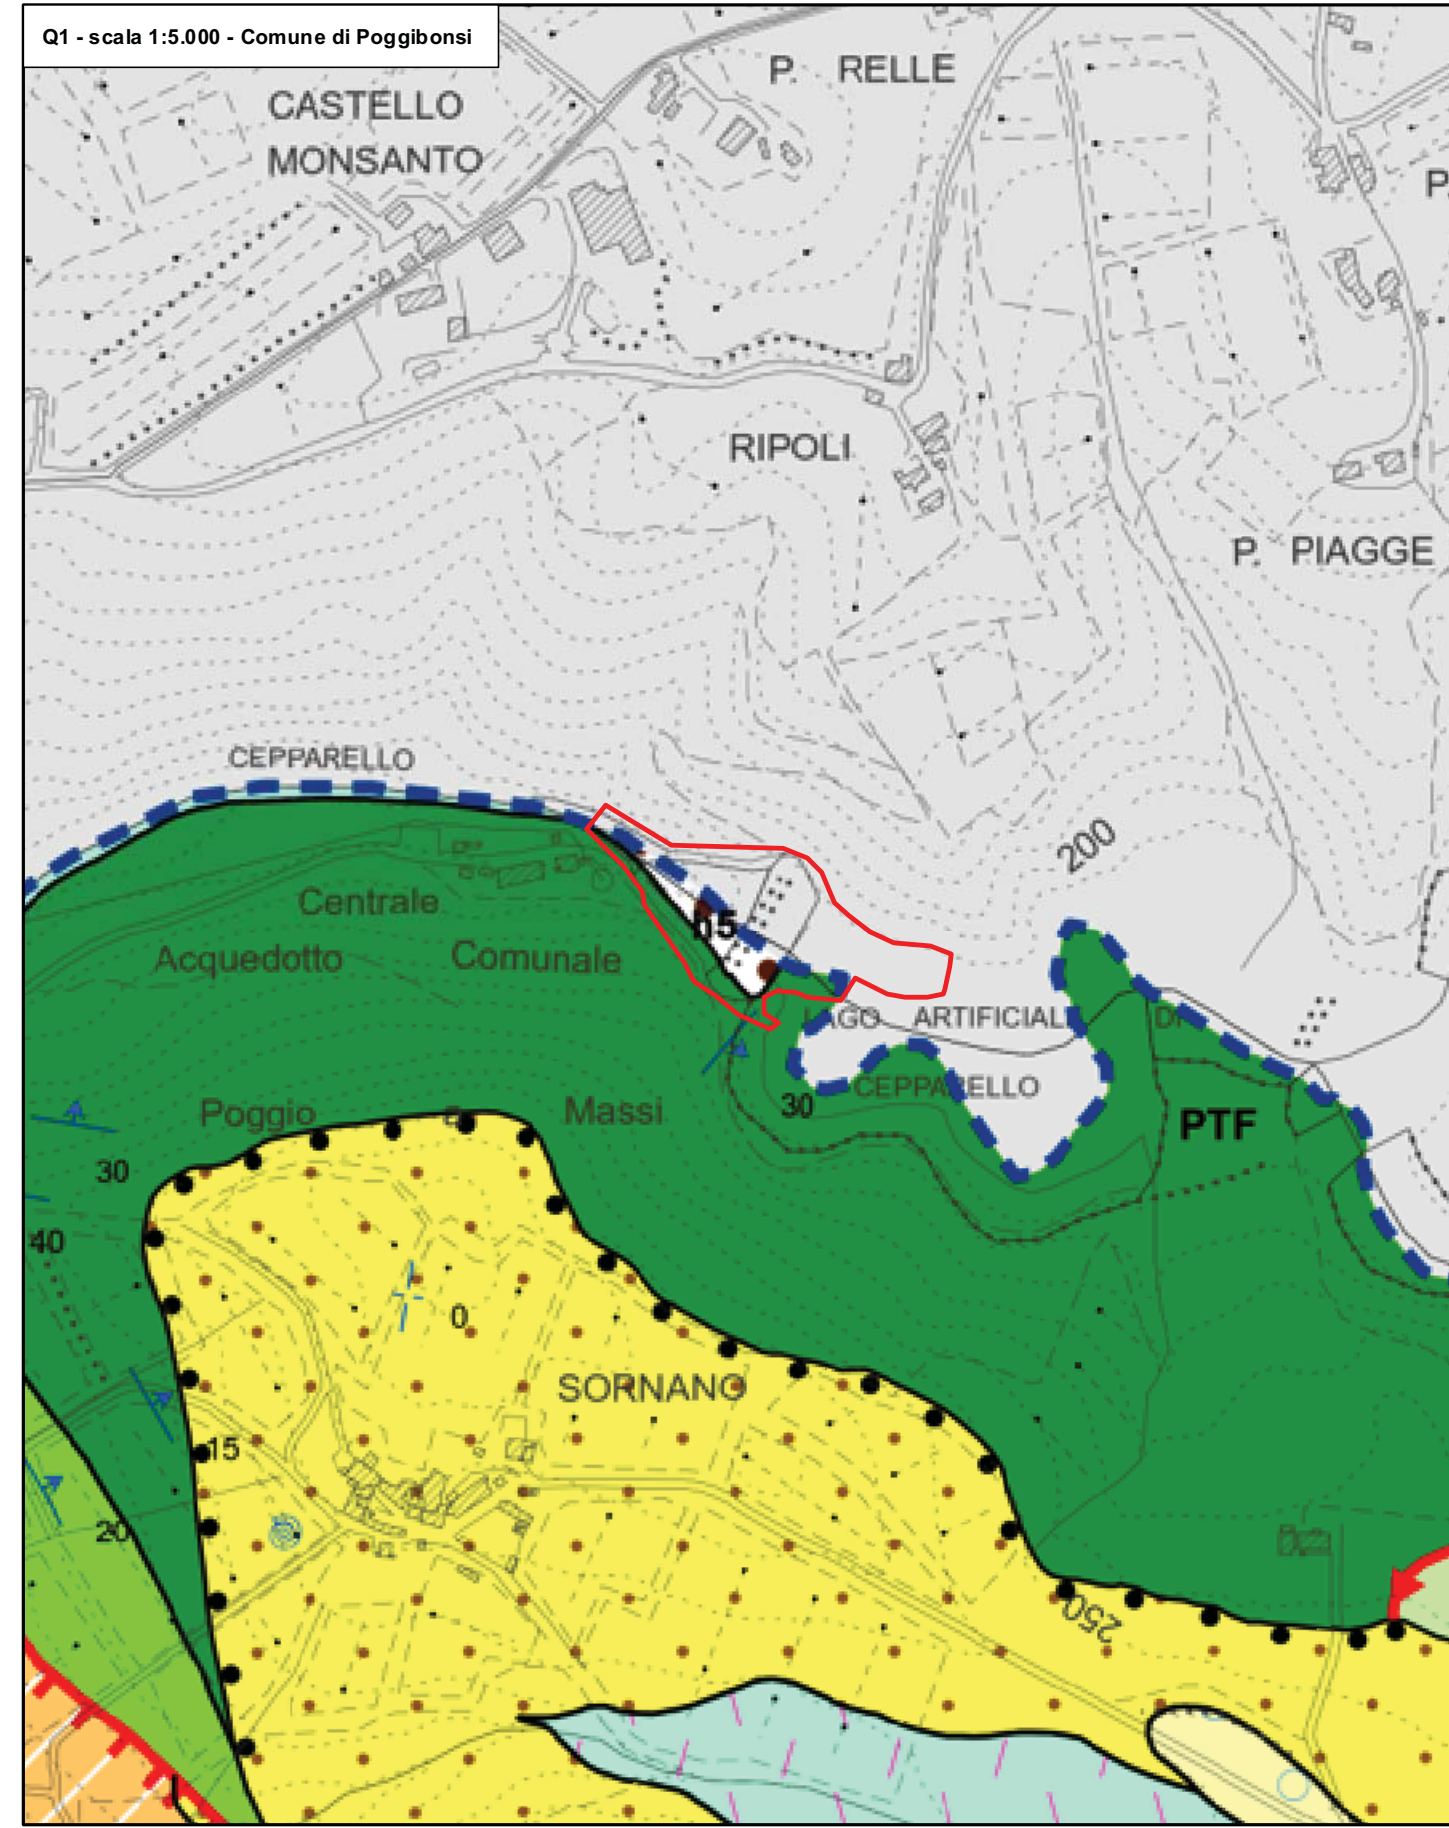 Q1 - scala 1:5.000 - Comune di Poggibonsi
P. RELLE
CASTELLO
MONSANTO
P.
RIPOLI
P. PIAGGE
CEPPARELLO
200
Centrale
h5
Acquedotto Comunale
LAGO ARTIFICIALE DI
CEPPARELLO
30
Poggio a Massi
PTF
30
40
0
SORNANO
15
20
250